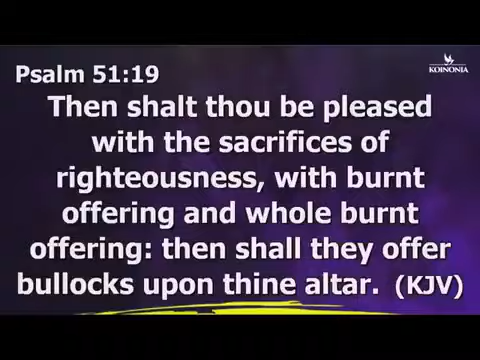 KOINONIA
Psalm 51:19
Then shalt thou be pleased
with the sacrifices of
righteousness, with burnt
offering and whole burnt
offering: then shall they offer
bullocks upon thine altar. (KJV)